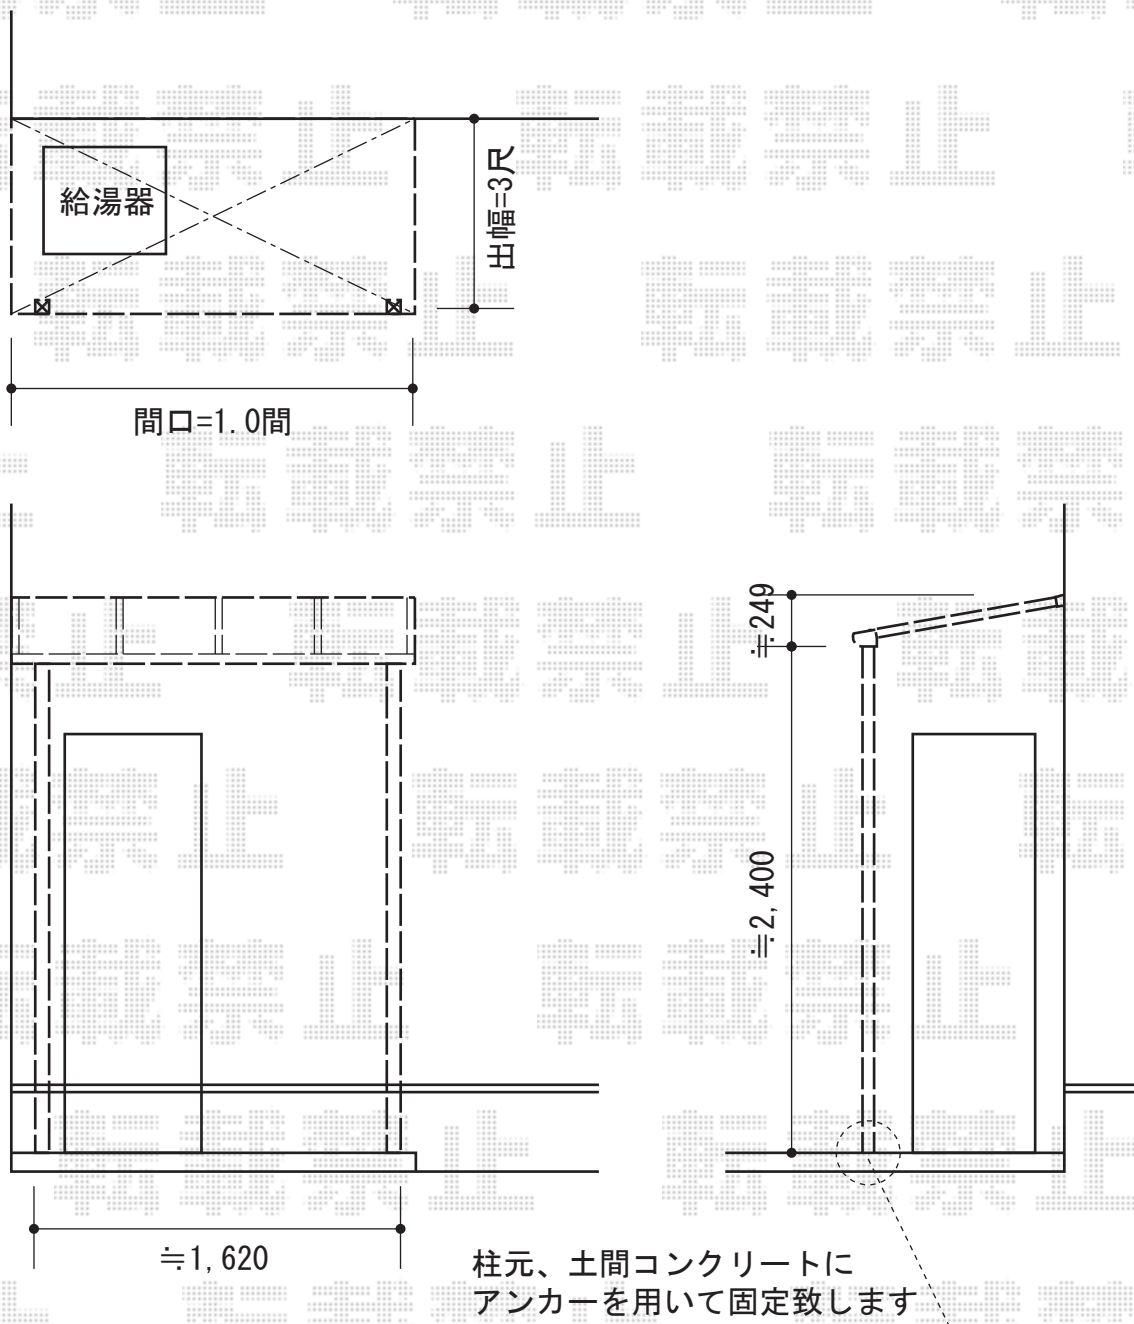 給湯器
出幅=3尺
間口=1.0間
≒249
≒2,400
≒1,620
柱元、土間コンクリートに
アンカーを用いて固定致します
転載禁止